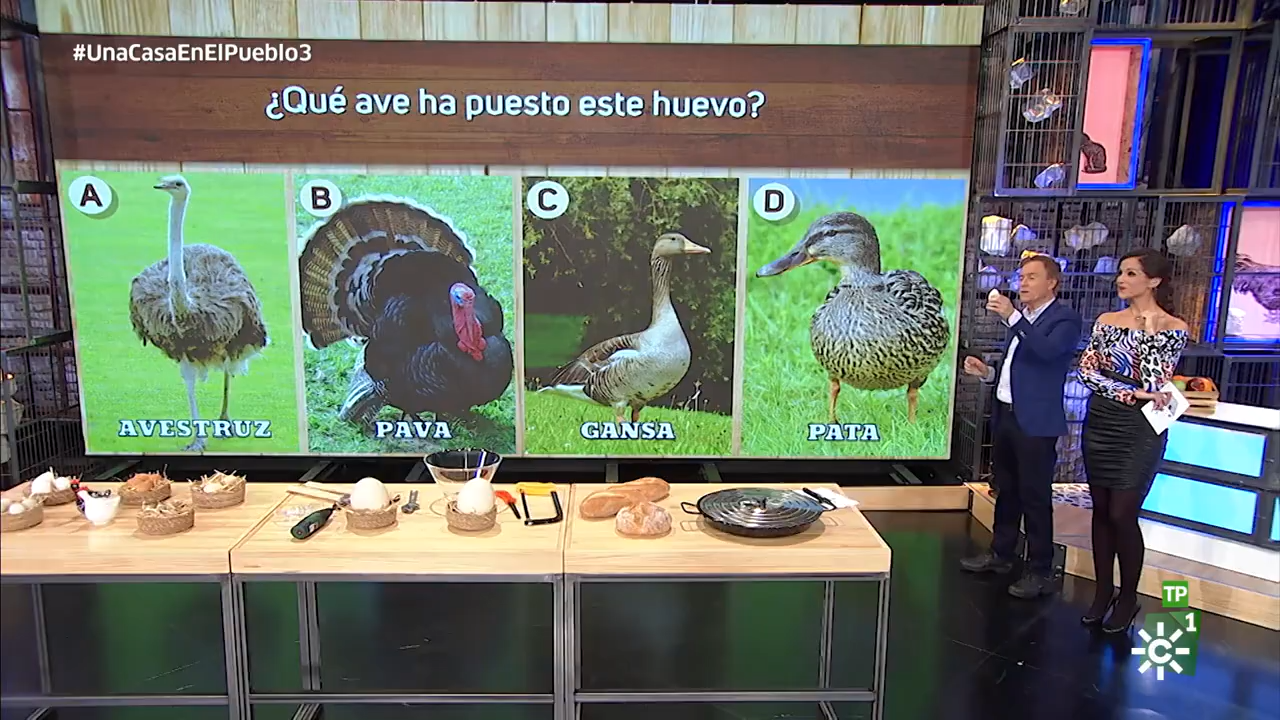 #UnaCasaEnElPueblo3
¿Qué ave ha puesto este huevo?
A
B
C
D
AVESTRUZ
PAVA
GANSA
PATA
TP
1